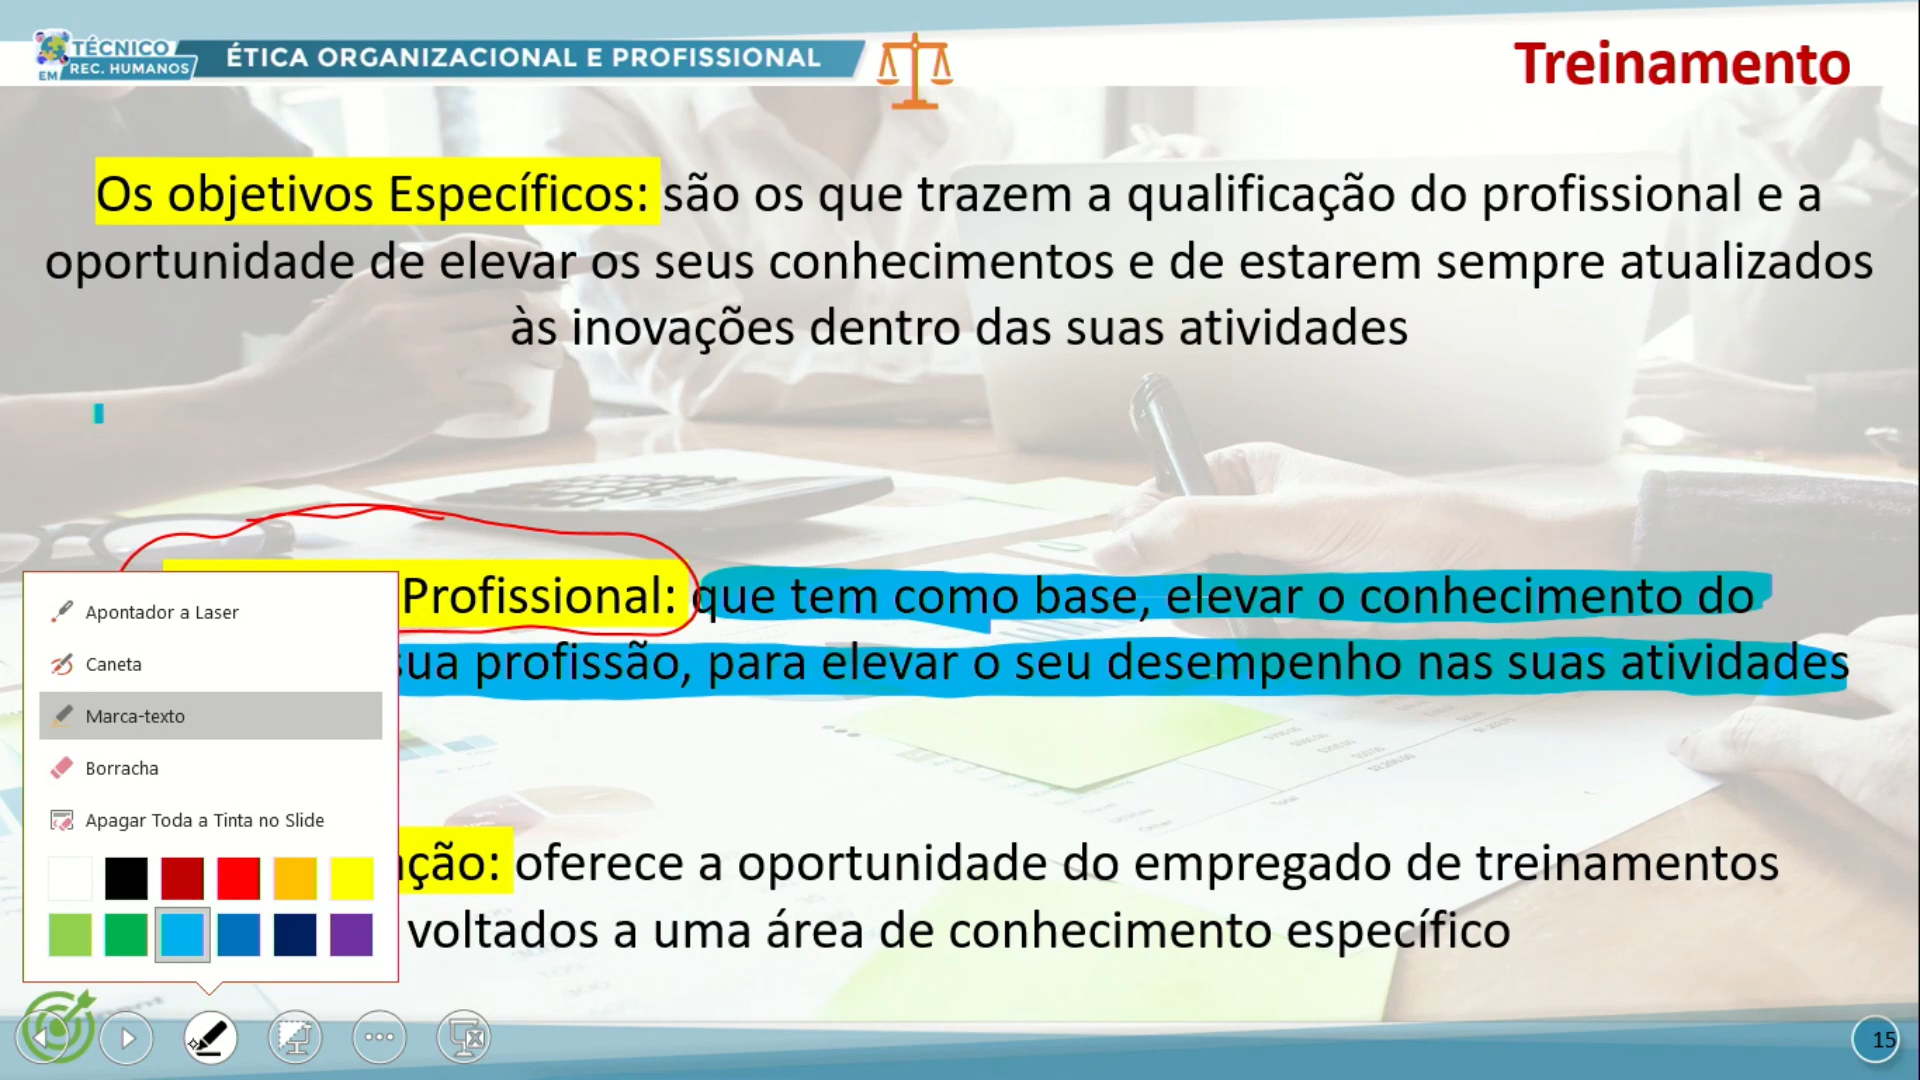 TÉCNICO
EM REC. HUMANOS
ÉTICA ORGANIZACIONAL E PROFISSIONAL
Treinamento
Os objetivos Específicos: são os que trazem a qualificação do profissional e a
oportunidade de elevar os seus conhecimentos e de estarem sempre atualizados
às inovações dentro das suas atividades
Profissional: que tem como base, elevar o conhecimento do
sua profissão, para elevar o seu desempenho nas suas atividades
Apontador a Laser
Caneta
Marca-texto
Borracha
Apagar Toda a Tinta no Slide
ção: oferece a oportunidade do empregado de treinamentos
voltados a uma área de conhecimento específico
15